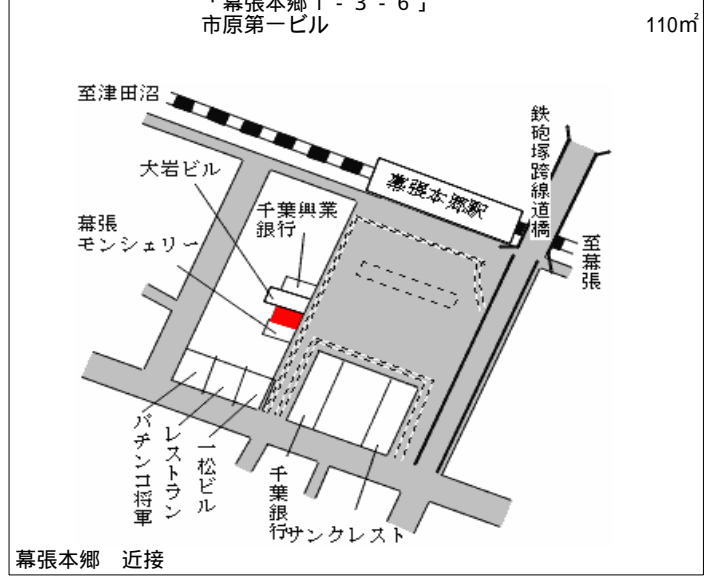 「幕張本郷１－３－６」
市原第一ビル 110㎡
至津田沼
鉄砲塚跨線道橋
大岩ビル
幕張本郷駅
千葉興業
銀行
幕張
モンシェリー
至幕張
パチンコ将軍
レストラン
一松ビル
千葉銀行
サンクレスト
幕張本郷　近接